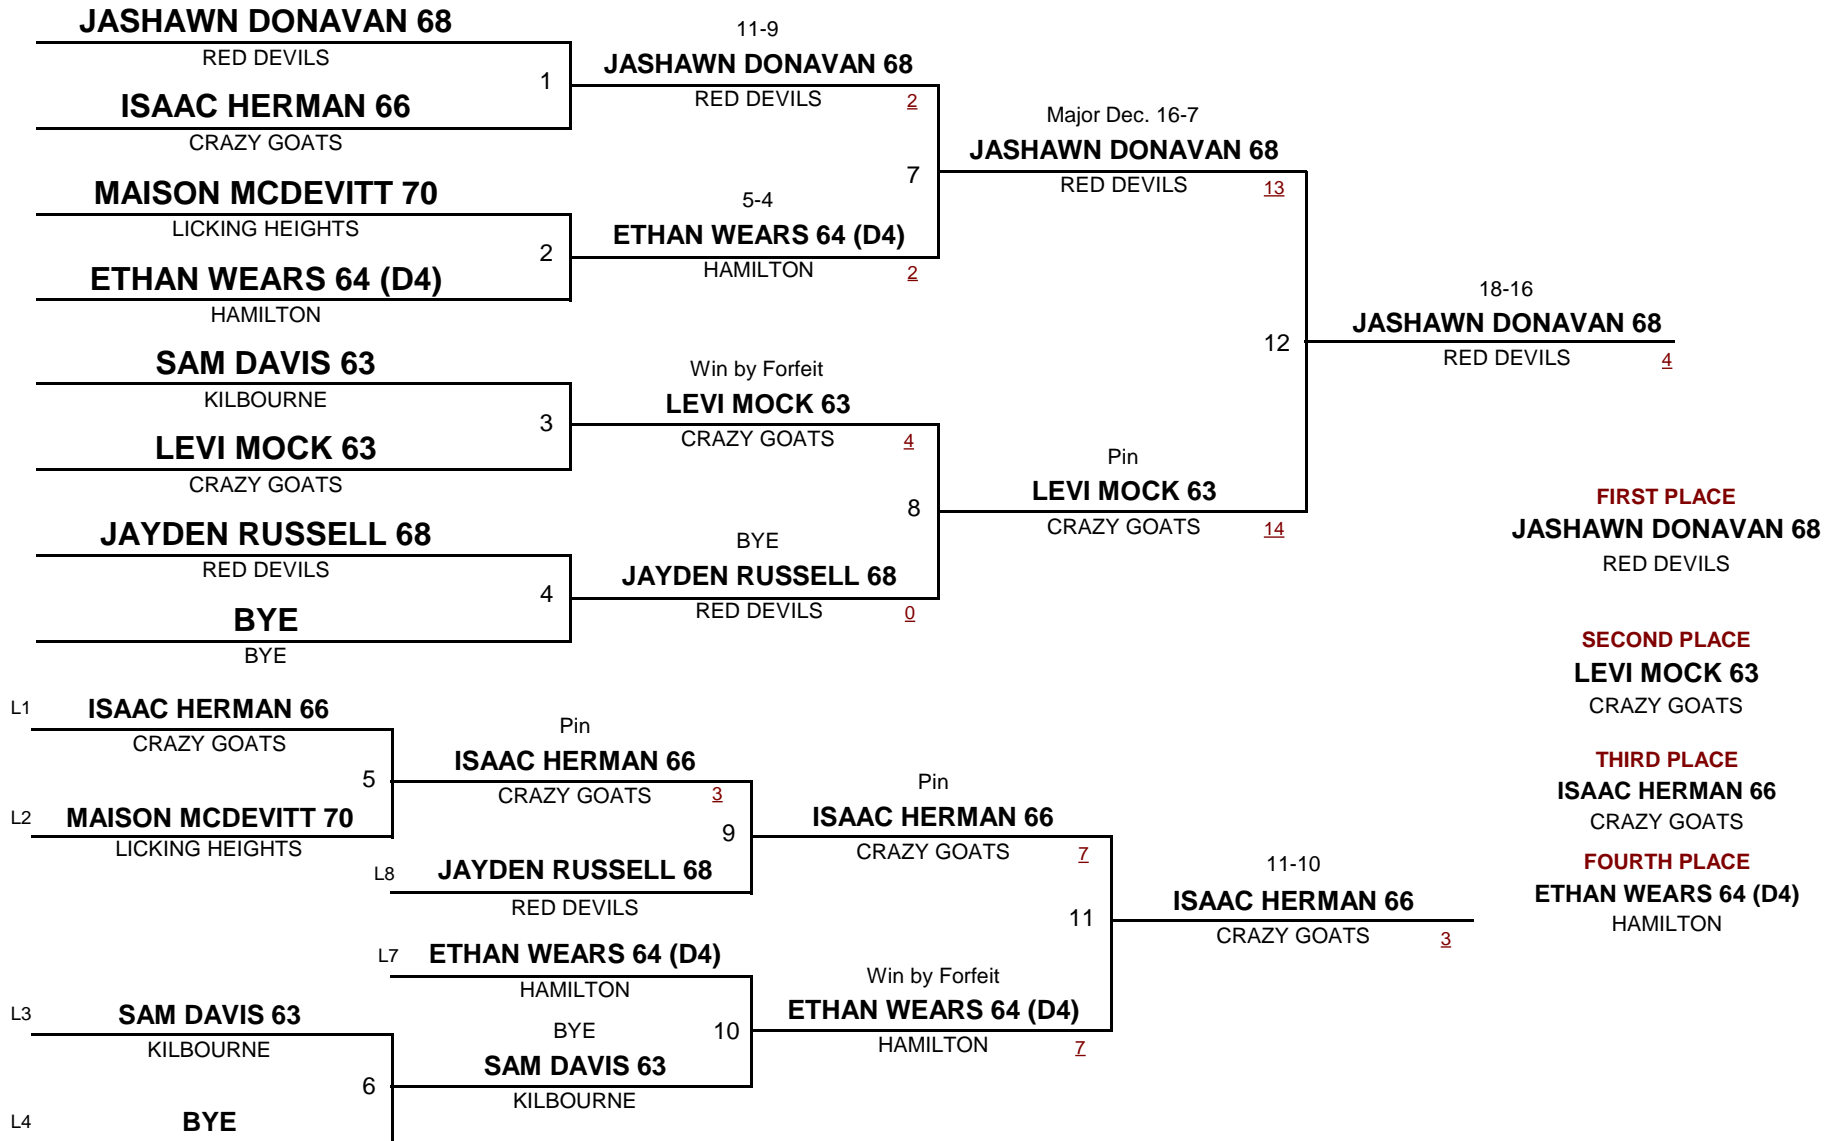 JASHAWN DONAVAN 68
RED DEVILS
1
ISAAC HERMAN 66
CRAZY GOATS
MAISON MCDEVITT 70
LICKING HEIGHTS
2
ETHAN WEARS 64 (D4)
HAMILTON
SAM DAVIS 63
KILBOURNE
3
LEVI MOCK 63
CRAZY GOATS
JAYDEN RUSSELL 68
RED DEVILS
4
BYE
BYE
11-9
JASHAWN DONAVAN 68
RED DEVILS 2
7
5-4
ETHAN WEARS 64 (D4)
HAMILTON 2
Win by Forfeit
LEVI MOCK 63
CRAZY GOATS 4
8
BYE
JAYDEN RUSSELL 68
RED DEVILS 0
Major Dec. 16-7
JASHAWN DONAVAN 68
RED DEVILS 13
12
Pin
LEVI MOCK 63
CRAZY GOATS 14
18-16
JASHAWN DONAVAN 68
RED DEVILS 4
FIRST PLACE
JASHAWN DONAVAN 68
RED DEVILS
SECOND PLACE
LEVI MOCK 63
CRAZY GOATS
THIRD PLACE
ISAAC HERMAN 66
CRAZY GOATS
FOURTH PLACE
ETHAN WEARS 64 (D4)
HAMILTON
L1 ISAAC HERMAN 66
CRAZY GOATS
5
L2 MAISON MCDEVITT 70
LICKING HEIGHTS
L3 SAM DAVIS 63
KILBOURNE
6
L4 BYE
Pin
ISAAC HERMAN 66
CRAZY GOATS 3
9
L8 JAYDEN RUSSELL 68
RED DEVILS
L7 ETHAN WEARS 64 (D4)
HAMILTON
10
BYE
SAM DAVIS 63
KILBOURNE
Pin
ISAAC HERMAN 66
CRAZY GOATS 7
11
Win by Forfeit
ETHAN WEARS 64 (D4)
HAMILTON 7
11-10
ISAAC HERMAN 66
CRAZY GOATS 3